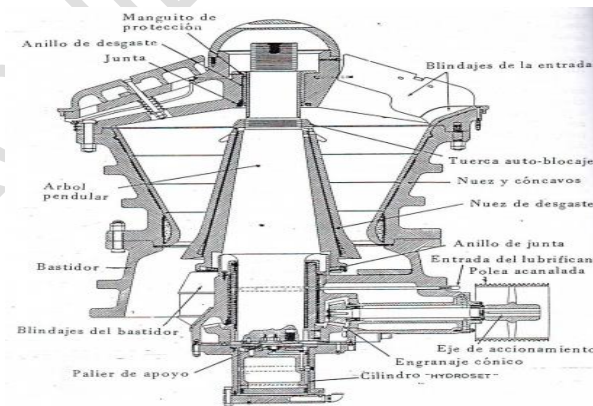 Manguito de
protección
Anillo de desgaste
Junta
Blindajes de la entrada
Tuerca auto-blocaje
Arbol
pendular
Nuez y cóncavos
Nuez de desgaste
Anillo de junta
Bastidor
Entrada del lubrifican
Polea acanalada
Blindajes del bastidor
Eje de accionamiento
Engranaje cónico
Palier de apoyo
Cilindro "HYDROSET"